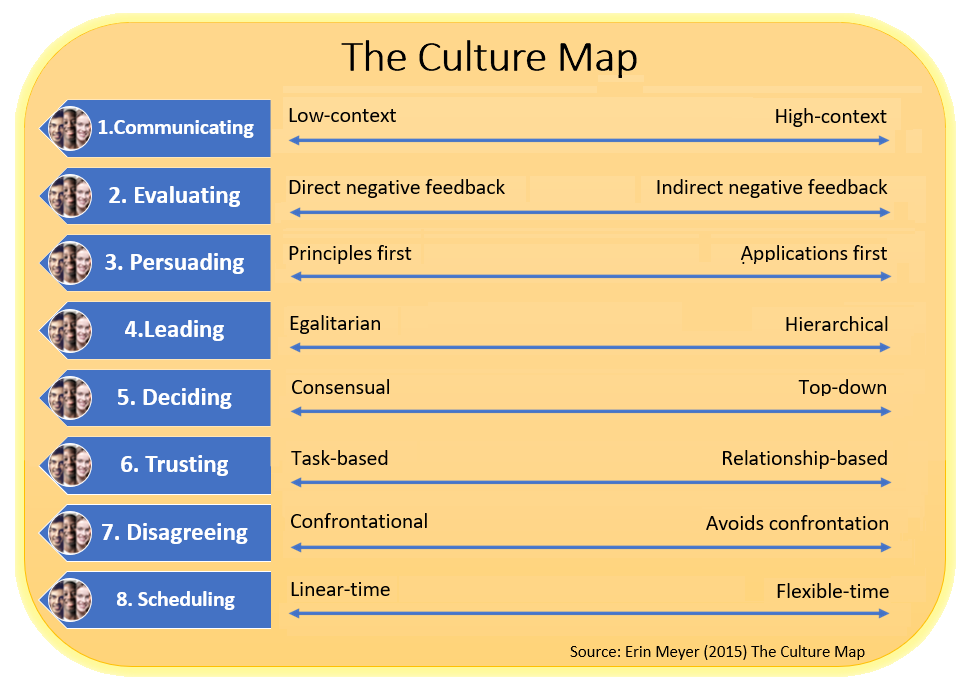 The Culture Map
1.Communicating
Low-context
High-context
2. Evaluating
Direct negative feedback
Indirect negative feedback
3. Persuading
Principles first
Applications first
4.Leading
Egalitarian
Hierarchical
5. Deciding
Consensual
Top-down
6. Trusting
Task-based
Relationship-based
7. Disagreeing
Confrontational
Avoids confrontation
8. Scheduling
Linear-time
Flexible-time
Source: Erin Meyer (2015) The Culture Map